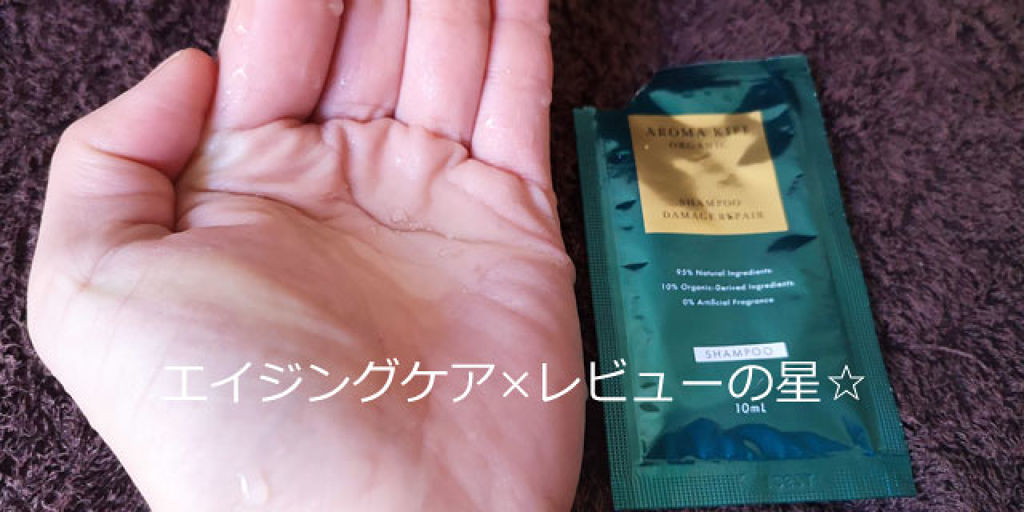 AROMA KIFI
ORGANIC
SHAMPOO
DAMAGE REPAIR
95% Natural Ingredients
10% Organic-Derived Ingredients
0% Artificial Fragrance
SHAMPOO
エイジングケア×レビューの星☆
10mL